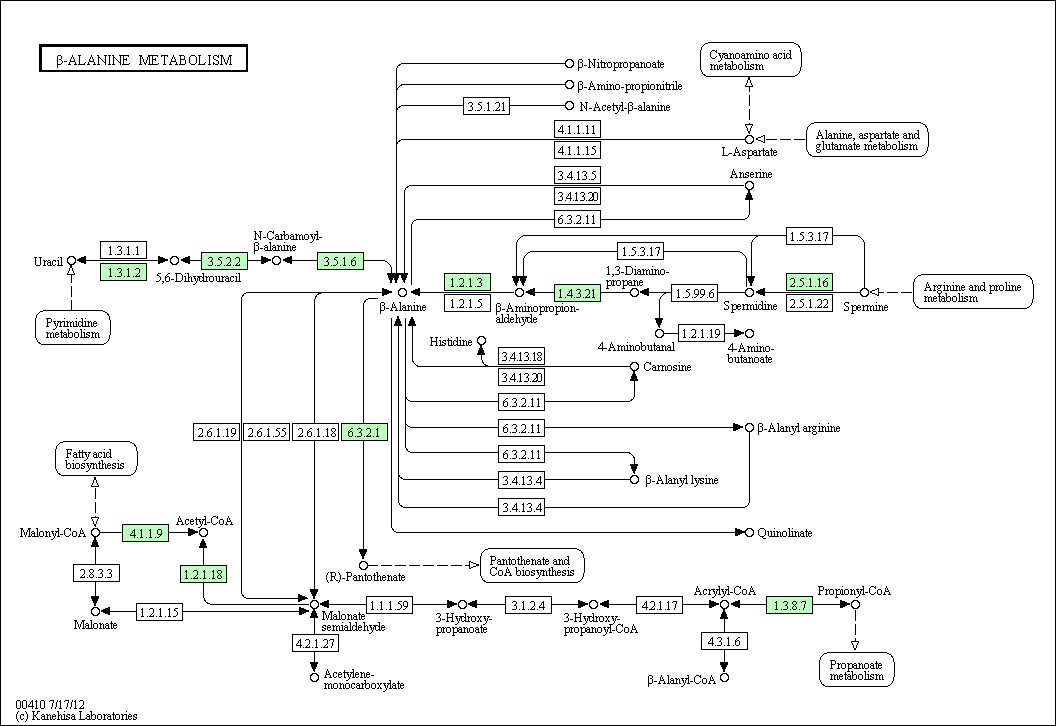 β-ALANINE METABOLISM
β-Nitropropanoate
β-Amino-propionitrile
3.5.1.21
N-Acetyl-β-alanine
Cyanoamino acid
metabolism
4.1.1.11
4.1.1.15
L-Aspartate
Alanine, aspartate and
glutamate metabolism
3.4.13.5
3.4.13.20
6.3.2.11
Anserine
Uracil
1.3.1.1
1.3.1.2
5,6-Dihydrouracil
3.5.2.2
N-Carbamoyl-
β-alanine
3.5.1.6
Pyrimidine
metabolism
β-Alanine
1.2.1.3
1.2.1.5
β-Aminopropion-
aldehyde
1.4.3.21
1,3-Diamino-
propane
1.5.3.17
1.5.3.17
1.5.99.6
Spermidine
2.5.1.16
2.5.1.22
Spermine
Arginine and proline
metabolism
4-Aminobutanal
1.2.1.19
4-Amino-
butanoate
Histidine
3.4.13.18
3.4.13.20
Carnosine
6.3.2.11
6.3.2.11
β-Alanyl arginine
6.3.2.11
3.4.13.4
β-Alanyl lysine
3.4.13.4
Quinolinate
2.6.1.19
2.6.1.55
2.6.1.18
6.3.2.1
Fatty acid
biosynthesis
Malonyl-CoA
4.1.1.9
Acetyl-CoA
2.8.3.3
1.2.1.18
Malonate
1.2.1.15
(R)-Pantothenate
Pantothenate and
CoA biosynthesis
Malonate
semialdehyde
1.1.1.59
3-Hydroxy-
propanoate
3.1.2.4
3-Hydroxy-
propanoyl-CoA
4.2.1.17
Acrylyl-CoA
1.3.8.7
Propionyl-CoA
4.2.1.27
Acetylene-
monocarboxylate
4.3.1.6
β-Alanyl-CoA
Propanoate
metabolism
00410 7/17/12
(c) Kanehisa Laboratories